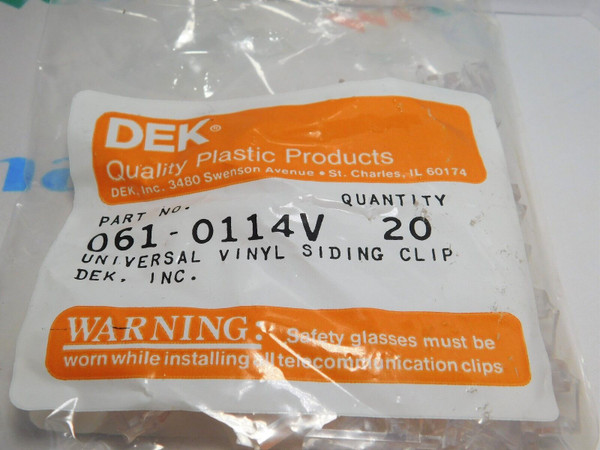 DEK®
Quality Plastic Products
DEK, Inc. 3480 Swenson Avenue • St. Charles, IL 60174
PART NO. QUANTITY
061-0114V 20
UNIVERSAL VINYL SIDING CLIP
DEK, INC.
WARNING: Safety glasses must be
worn while installing all telecommunication clips